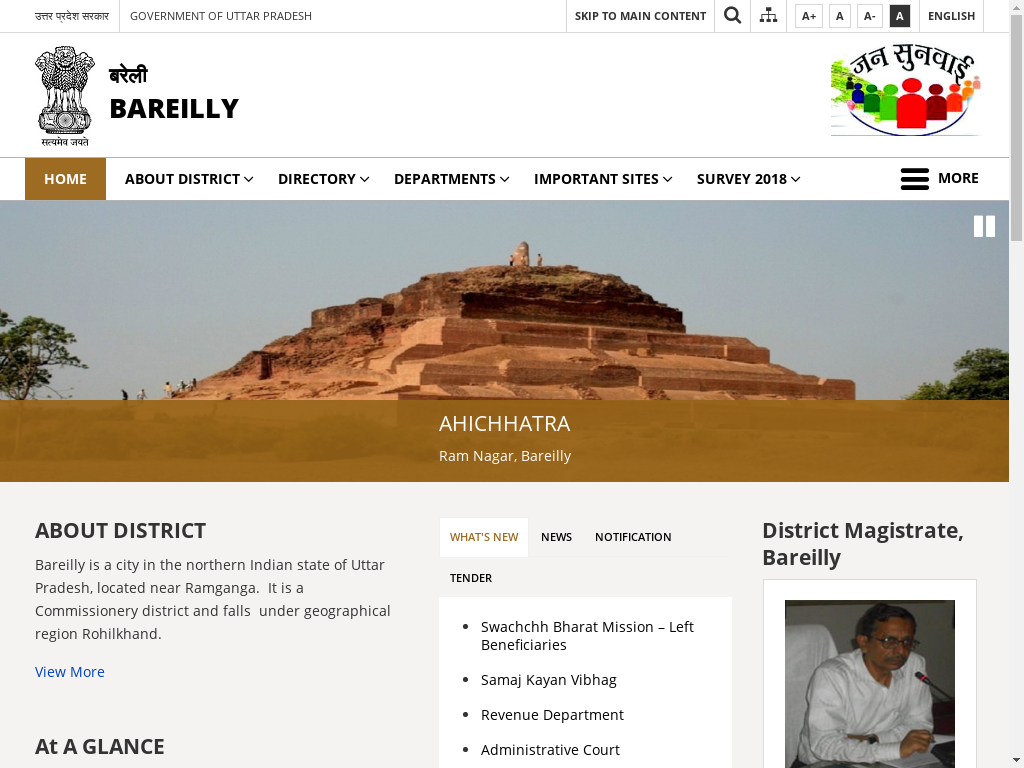 उत्तर प्रदेश सरकार
GOVERNMENT OF UTTAR PRADESH
SKIP TO MAIN CONTENT
A+
A
A-
A
ENGLISH
सत्यमेव जयते
बरेली
BAREILLY
जन सुनवाई
HOME
ABOUT DISTRICT
DIRECTORY
DEPARTMENTS
IMPORTANT SITES
SURVEY 2018
MORE
AHICHHATRA
Ram Nagar, Bareilly
ABOUT DISTRICT
Bareilly is a city in the northern Indian state of Uttar
Pradesh, located near Ramganga.  It is a
Commissionery district and falls  under geographical
region Rohilkhand.
View More
At A GLANCE
WHAT'S NEW
NEWS
NOTIFICATION
TENDER
Swachchh Bharat Mission – Left
Beneficiaries
Samaj Kayan Vibhag
Revenue Department
Administrative Court
District Magistrate,
Bareilly